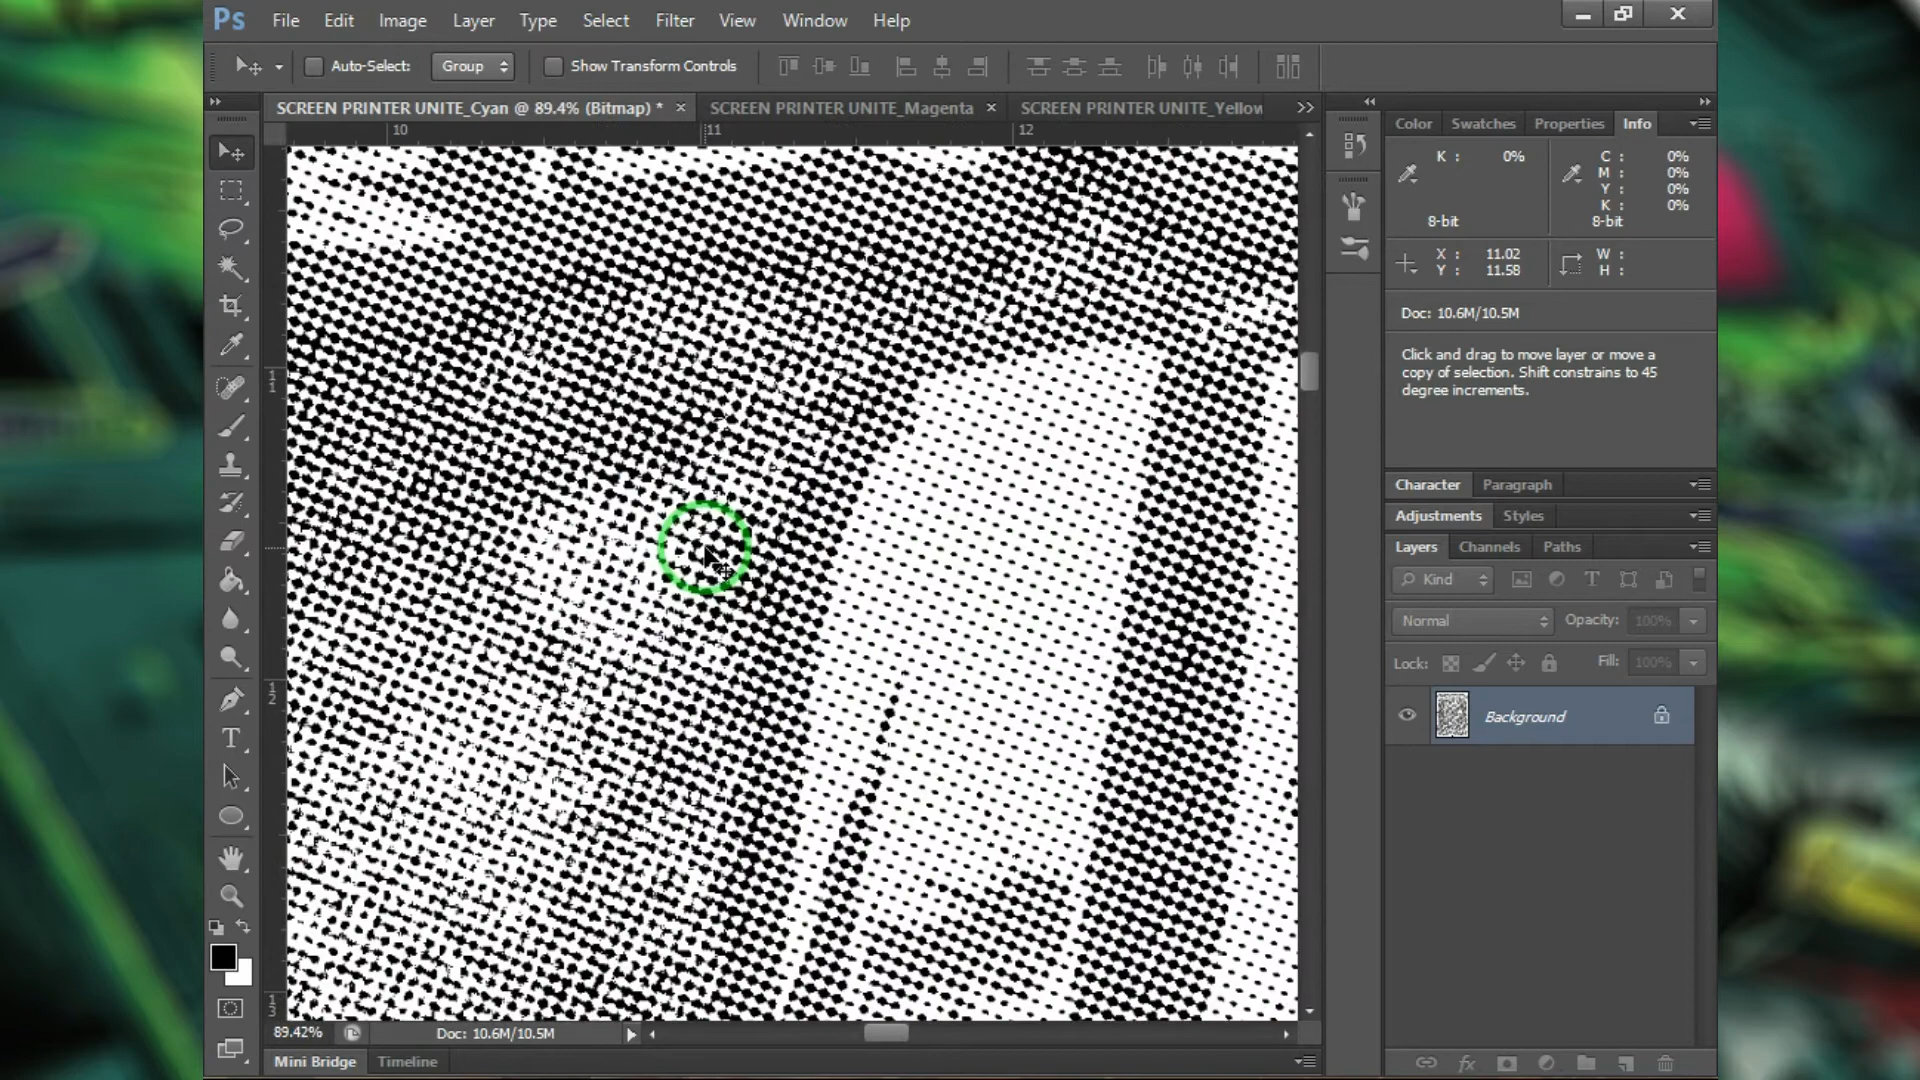 Ps File Edit Image Layer Type Select Filter View Window Help
Auto-Select: Group Show Transform Controls
SCREEN PRINTER UNITE_Cyan @ 89.4% (Bitmap) * × SCREEN PRINTER UNITE_Magenta × SCREEN PRINTER UNITE_Yellow
10 11 12
Color Swatches Properties Info
K : 0% C : 0%
M : 0%
Y : 0%
K : 0%
8-bit 8-bit
X : 11.02 W :
Y : 11.58 H :
Doc: 10.6M/10.5M
Click and drag to move layer or move a
copy of selection. Shift constrains to 45
degree increments.
11
12
13
Character Paragraph
Adjustments Styles
Layers Channels Paths
Kind
Normal Opacity: 100%
Lock: Fill: 100%
Background
89.42% Doc: 10.6M/10.5M
Mini Bridge Timeline